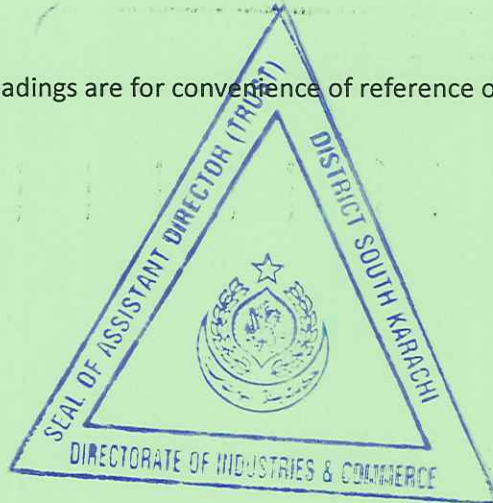 adings are for convenience of reference o
SEAL OF ASSISTANT DIRECTOR (TRUST)
DISTRICT SOUTH KARACHI
DIRECTORATE OF INDUSTRIES & COMMERCE